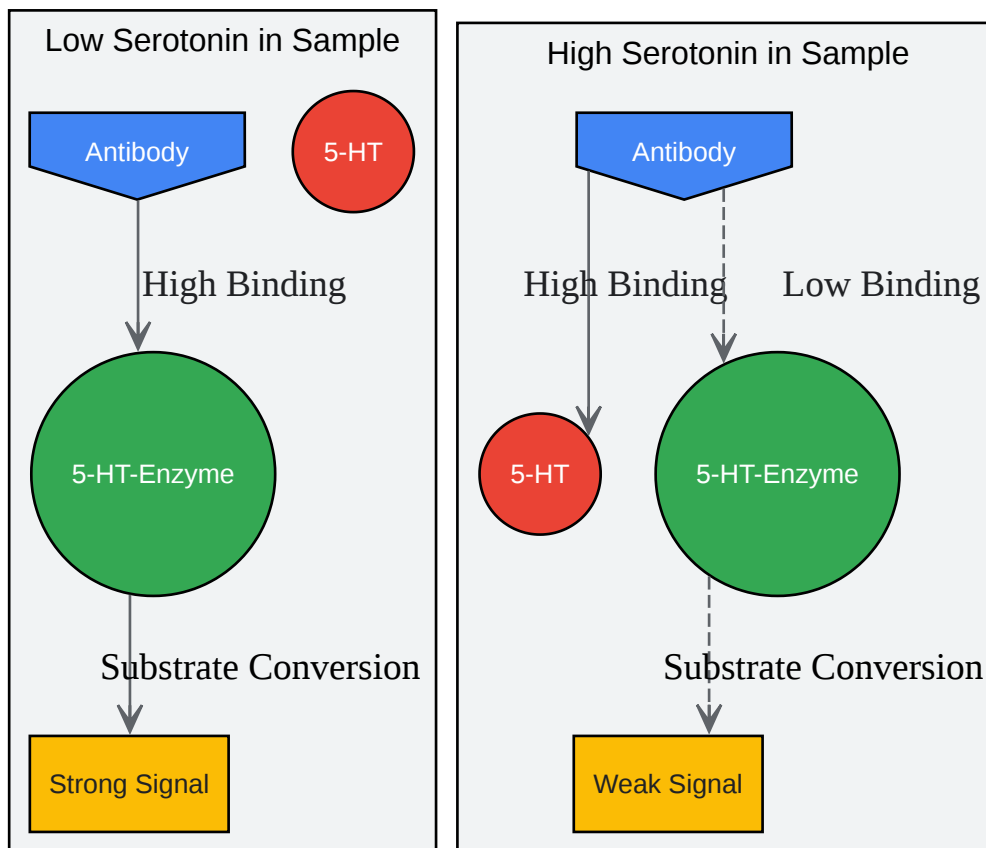 Low Serotonin in Sample
Antibody
5-HT
High Binding
5-HT-Enzyme
Substrate Conversion
Strong Signal
High Serotonin in Sample
Antibody
High Binding
Low Binding
5-HT
5-HT-Enzyme
Substrate Conversion
Weak Signal